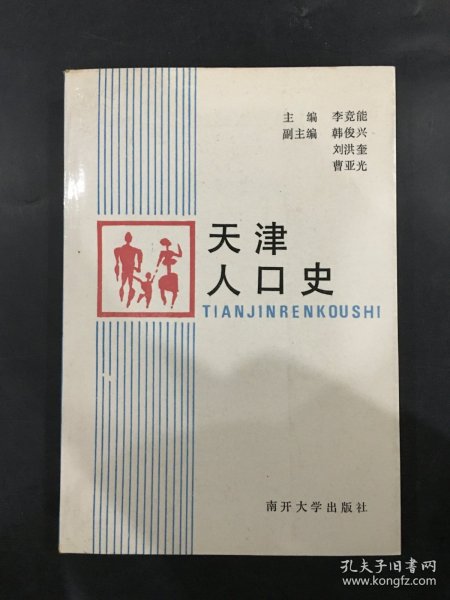 主 编 李竞能
副主编 韩俊兴
刘洪奎
曹亚光
天津
人口史
TIANJINRENKOUSHI
南开大学出版社
孔夫子旧书网
www.kongfz.com